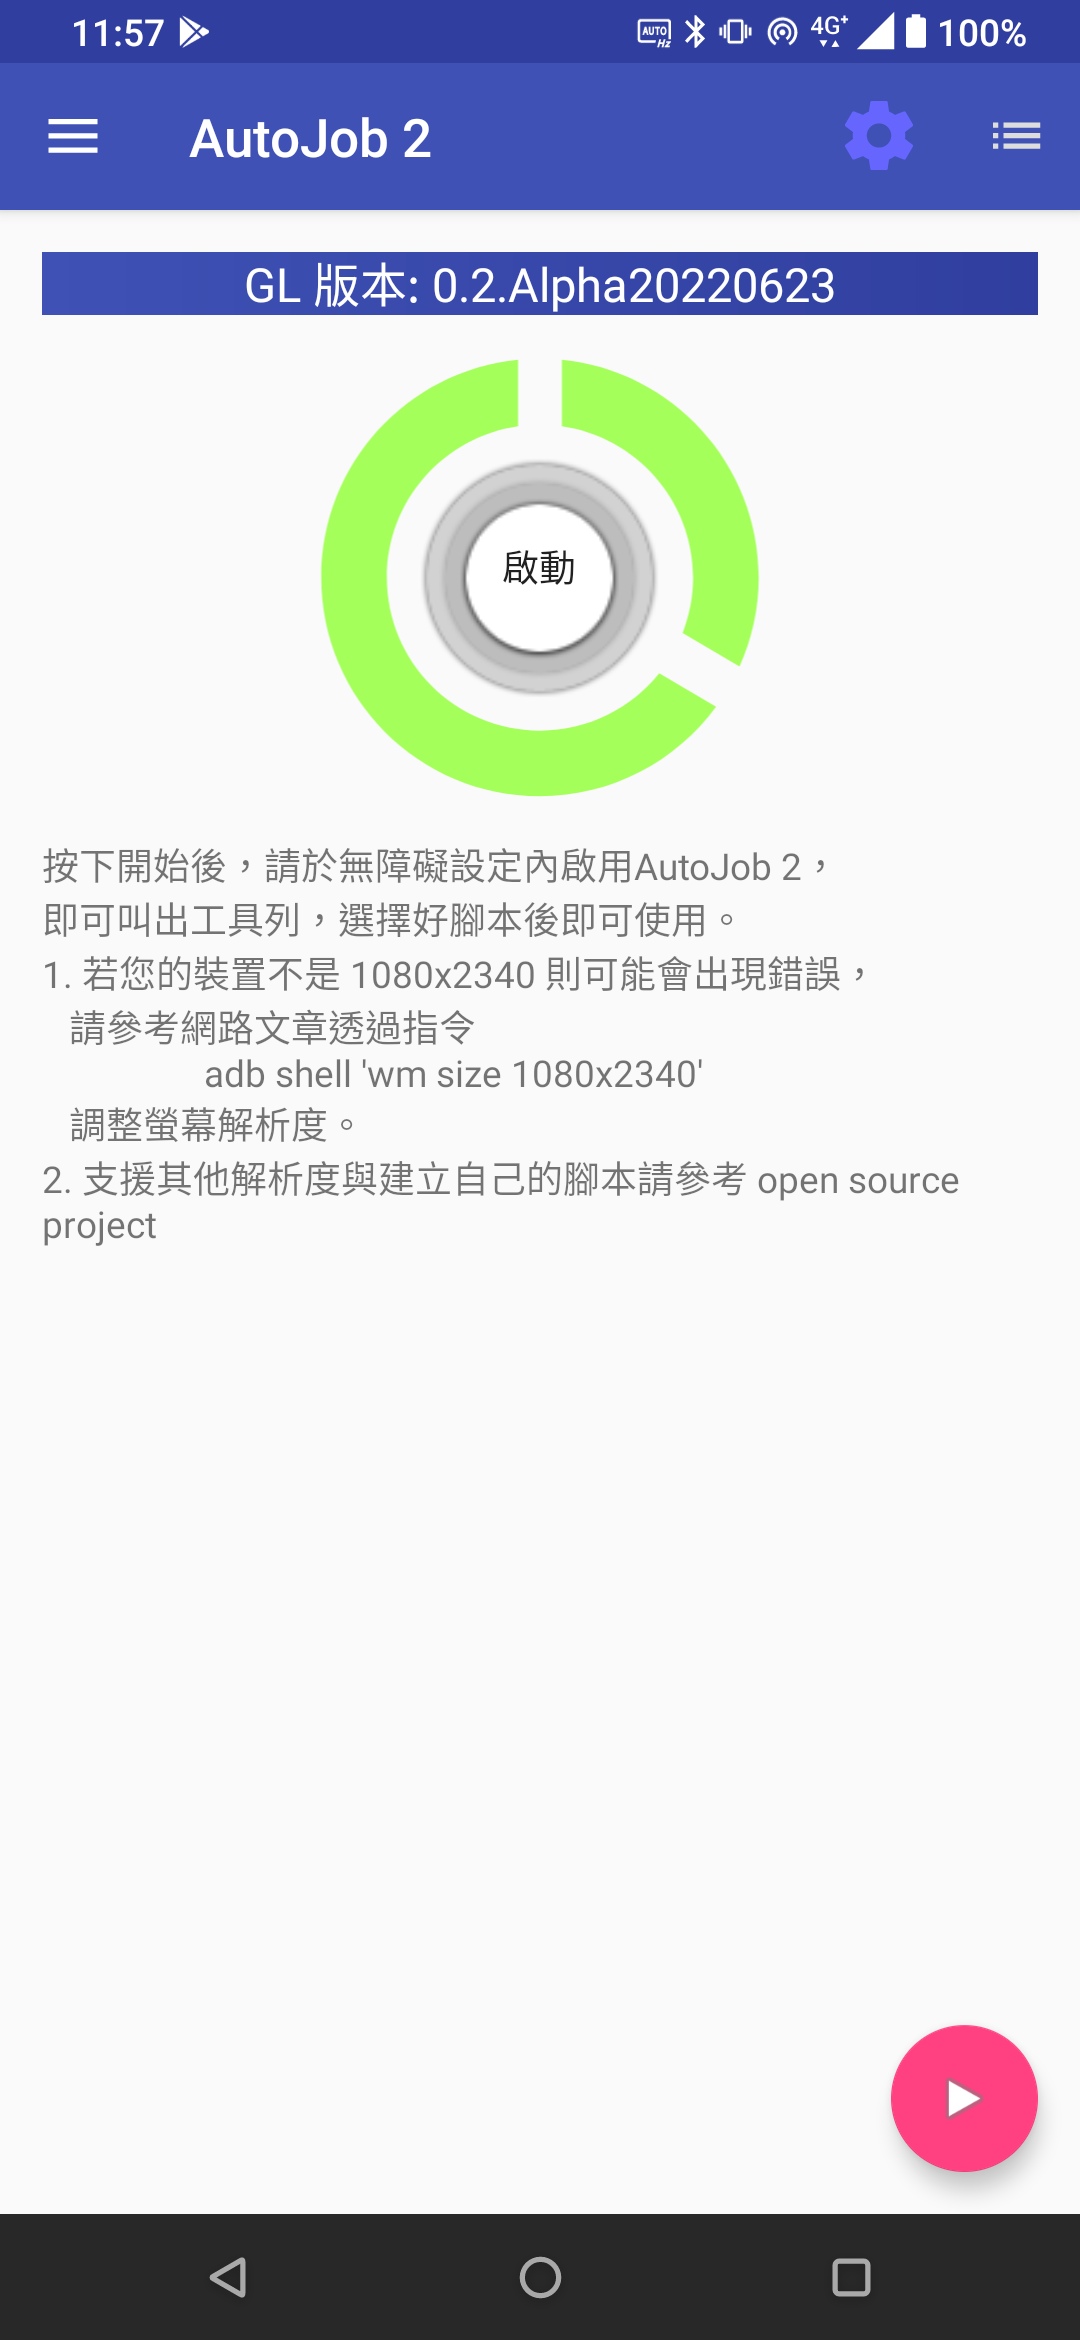 11:57 AUTO Hz 4G+ 100%
AutoJob 2
GL 版本: 0.2.Alpha20220623
啟動
按下開始後，請於無障礙設定內啟用AutoJob 2，
即可叫出工具列，選擇好腳本後即可使用。
1. 若您的裝置不是 1080x2340 則可能會出現錯誤，
請參考網路文章透過指令
adb shell 'wm size 1080x2340'
調整螢幕解析度。
2. 支援其他解析度與建立自己的腳本請參考 open source
project